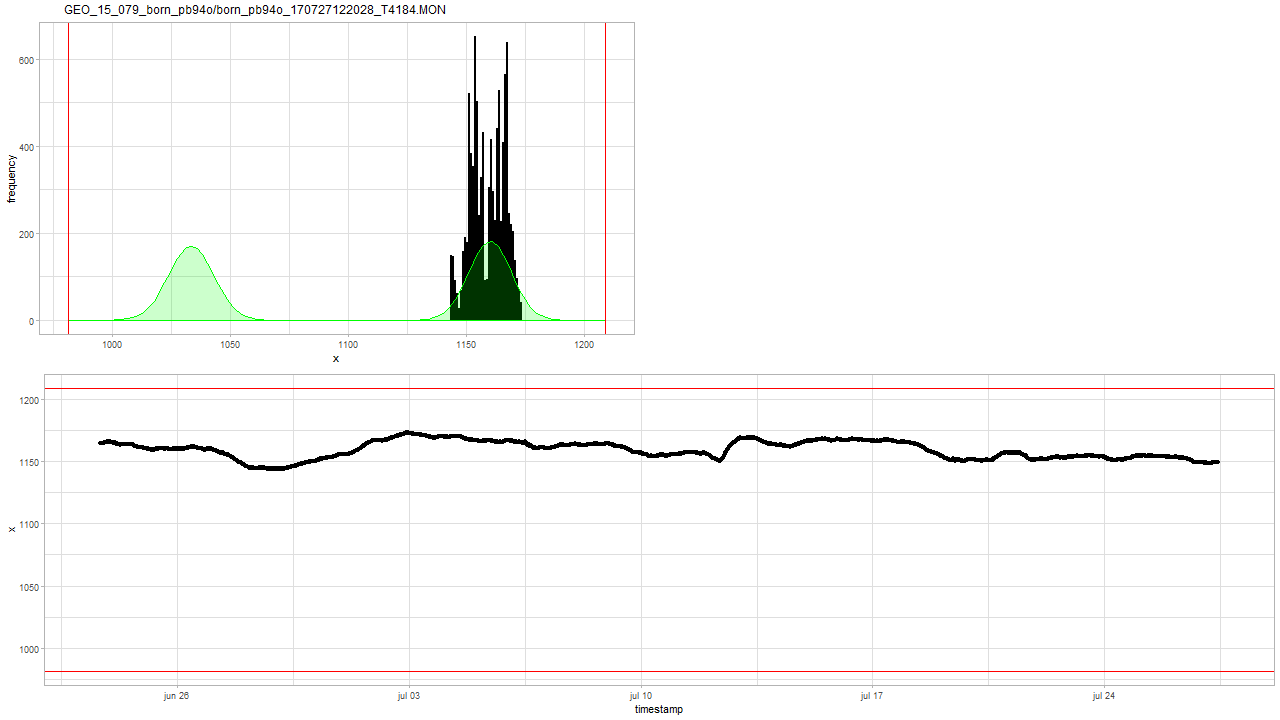 GEO_15_079_born_pb94o/born_pb94o_170727122028_T4184.MON
600
400
200
0
frequency
1000
1050
1100
1150
1200
x
1200
1150
1100
1050
1000
x
jun 26
jul 03
jul 10
jul 17
jul 24
timestamp